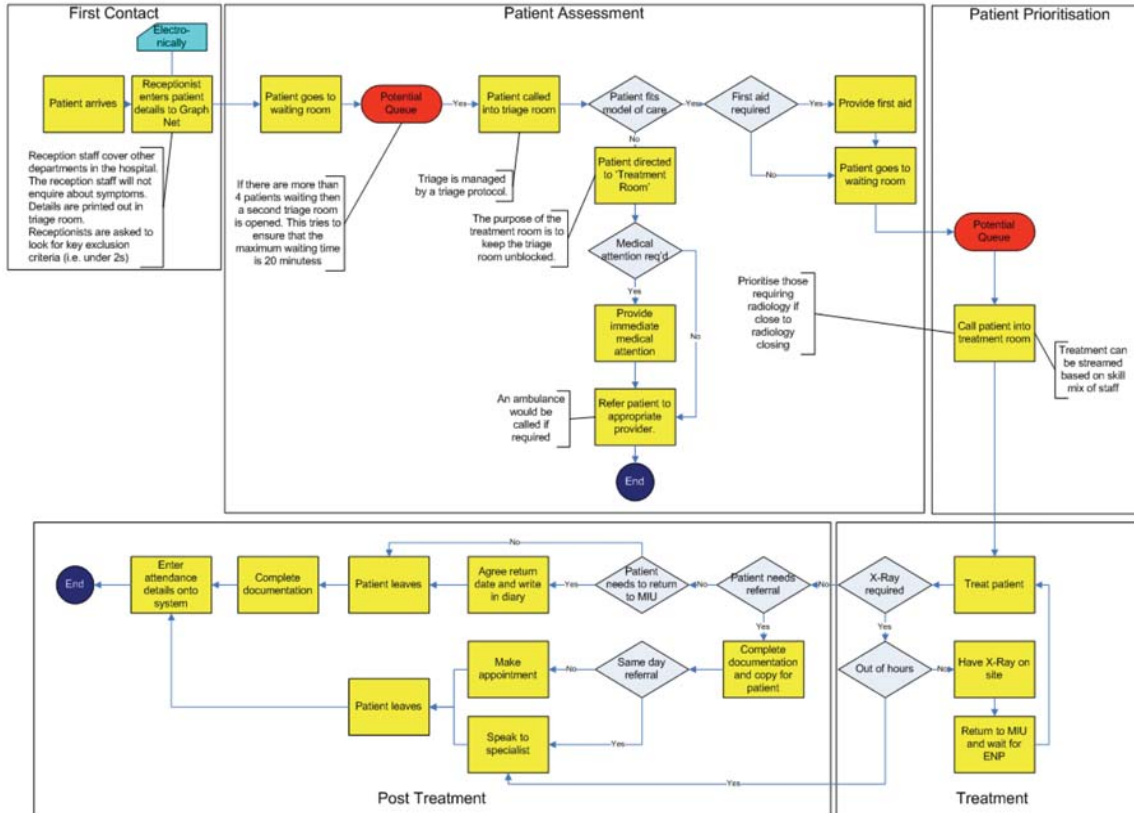 First Contact
Electro-
nically
Patient arrives
Receptionist
enters patient
details to Graph
Net
Reception staff cover other
departments in the hospital.
The reception staff will not
enquire about symptoms.
Details are printed out in
triage room.
Receptionists are asked to
look for key exclusion
criteria (i.e. under 2s)
Patient Assessment
Patient goes to
waiting room
Potential
Queue
Yes
Patient called
into triage room
Patient fits
model of care
Yes
First aid
required
Yes
Provide first aid
No
Patient goes to
waiting room
If there are more than
4 patients waiting then
a second triage room
is opened. This tries to
ensure that the
maximum waiting time
is 20 minutess
Triage is managed
by a triage protocol.
No
Patient directed
to 'Treatment
Room'
The purpose of the
treatment room is to
keep the triage
room unblocked.
Medical
attention req'd
Yes
No
Provide
immediate
medical
attention
An ambulance
would be
called if
required
Refer patient to
appropriate
provider.
End
Patient Prioritisation
Potential
Queue
Prioritise those
requiring
radiology if
close to
radiology
closing
Call patient into
treatment room
Treatment can
be streamed
based on skill
mix of staff
Treat patient
X-Ray
required
No
Yes
Out of hours
No
Have X-Ray on
site
Return to MIU
and wait for
ENP
Yes
Treatment
Patient needs
referral
No
Patient
needs to return
to MIU
No
Yes
Agree return
date and write
in diary
Patient leaves
Complete
documentation
Enter
attendance
details onto
system
End
Yes
Complete
documentation
and copy for
patient
Same day
referral
No
Make
appointment
Yes
Speak to
specialist
Patient leaves
Post Treatment